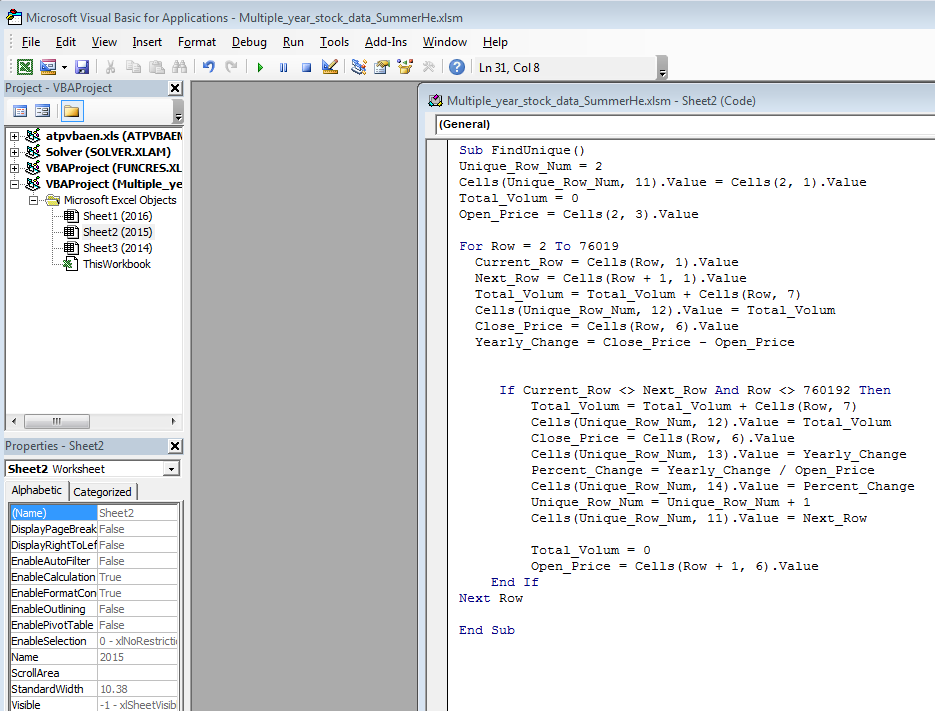 Microsoft Visual Basic for Applications - Multiple_year_stock_data_SummerHe.xlsm
File Edit View Insert Format Debug Run Tools Add-Ins Window Help
Ln 31, Col 8
Project - VBAProject
atpvbaen.xls (ATPVBAEN
Solver (SOLVER.XLAM)
VBAProject (FUNCRES.XL
VBAProject (Multiple_ye
Microsoft Excel Objects
Sheet1 (2016)
Sheet2 (2015)
Sheet3 (2014)
ThisWorkbook
Properties - Sheet2
Sheet2 Worksheet
Alphabetic Categorized
(Name) Sheet2
DisplayPageBreak False
DisplayRightToLef False
EnableAutoFilter False
EnableCalculation True
EnableFormatCon True
EnableOutlining False
EnablePivotTable False
EnableSelection 0 - xlNoRestricti
Name 2015
ScrollArea
StandardWidth 10.38
Visible -1 - xlSheetVisibl
Multiple_year_stock_data_SummerHe.xlsm - Sheet2 (Code)
(General)
Sub FindUnique()
Unique_Row_Num = 2
Cells(Unique_Row_Num, 11).Value = Cells(2, 1).Value
Total_Volum = 0
Open_Price = Cells(2, 3).Value
For Row = 2 To 76019
Current_Row = Cells(Row, 1).Value
Next_Row = Cells(Row + 1, 1).Value
Total_Volum = Total_Volum + Cells(Row, 7)
Cells(Unique_Row_Num, 12).Value = Total_Volum
Close_Price = Cells(Row, 6).Value
Yearly_Change = Close_Price - Open_Price
If Current_Row <> Next_Row And Row <> 760192 Then
Total_Volum = Total_Volum + Cells(Row, 7)
Cells(Unique_Row_Num, 12).Value = Total_Volum
Close_Price = Cells(Row, 6).Value
Cells(Unique_Row_Num, 13).Value = Yearly_Change
Percent_Change = Yearly_Change / Open_Price
Cells(Unique_Row_Num, 14).Value = Percent_Change
Unique_Row_Num = Unique_Row_Num + 1
Cells(Unique_Row_Num, 11).Value = Next_Row
Total_Volum = 0
Open_Price = Cells(Row + 1, 6).Value
End If
Next Row
End Sub